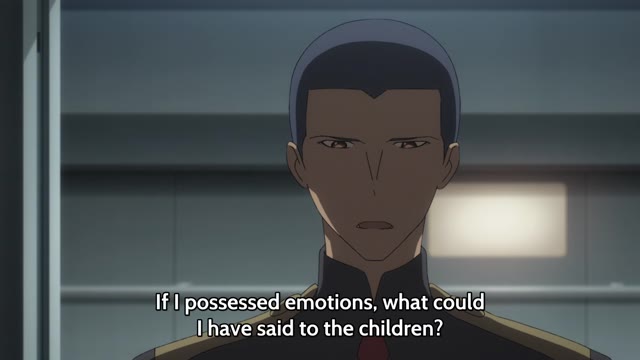 If I possessed emotions, what could
I have said to the children?